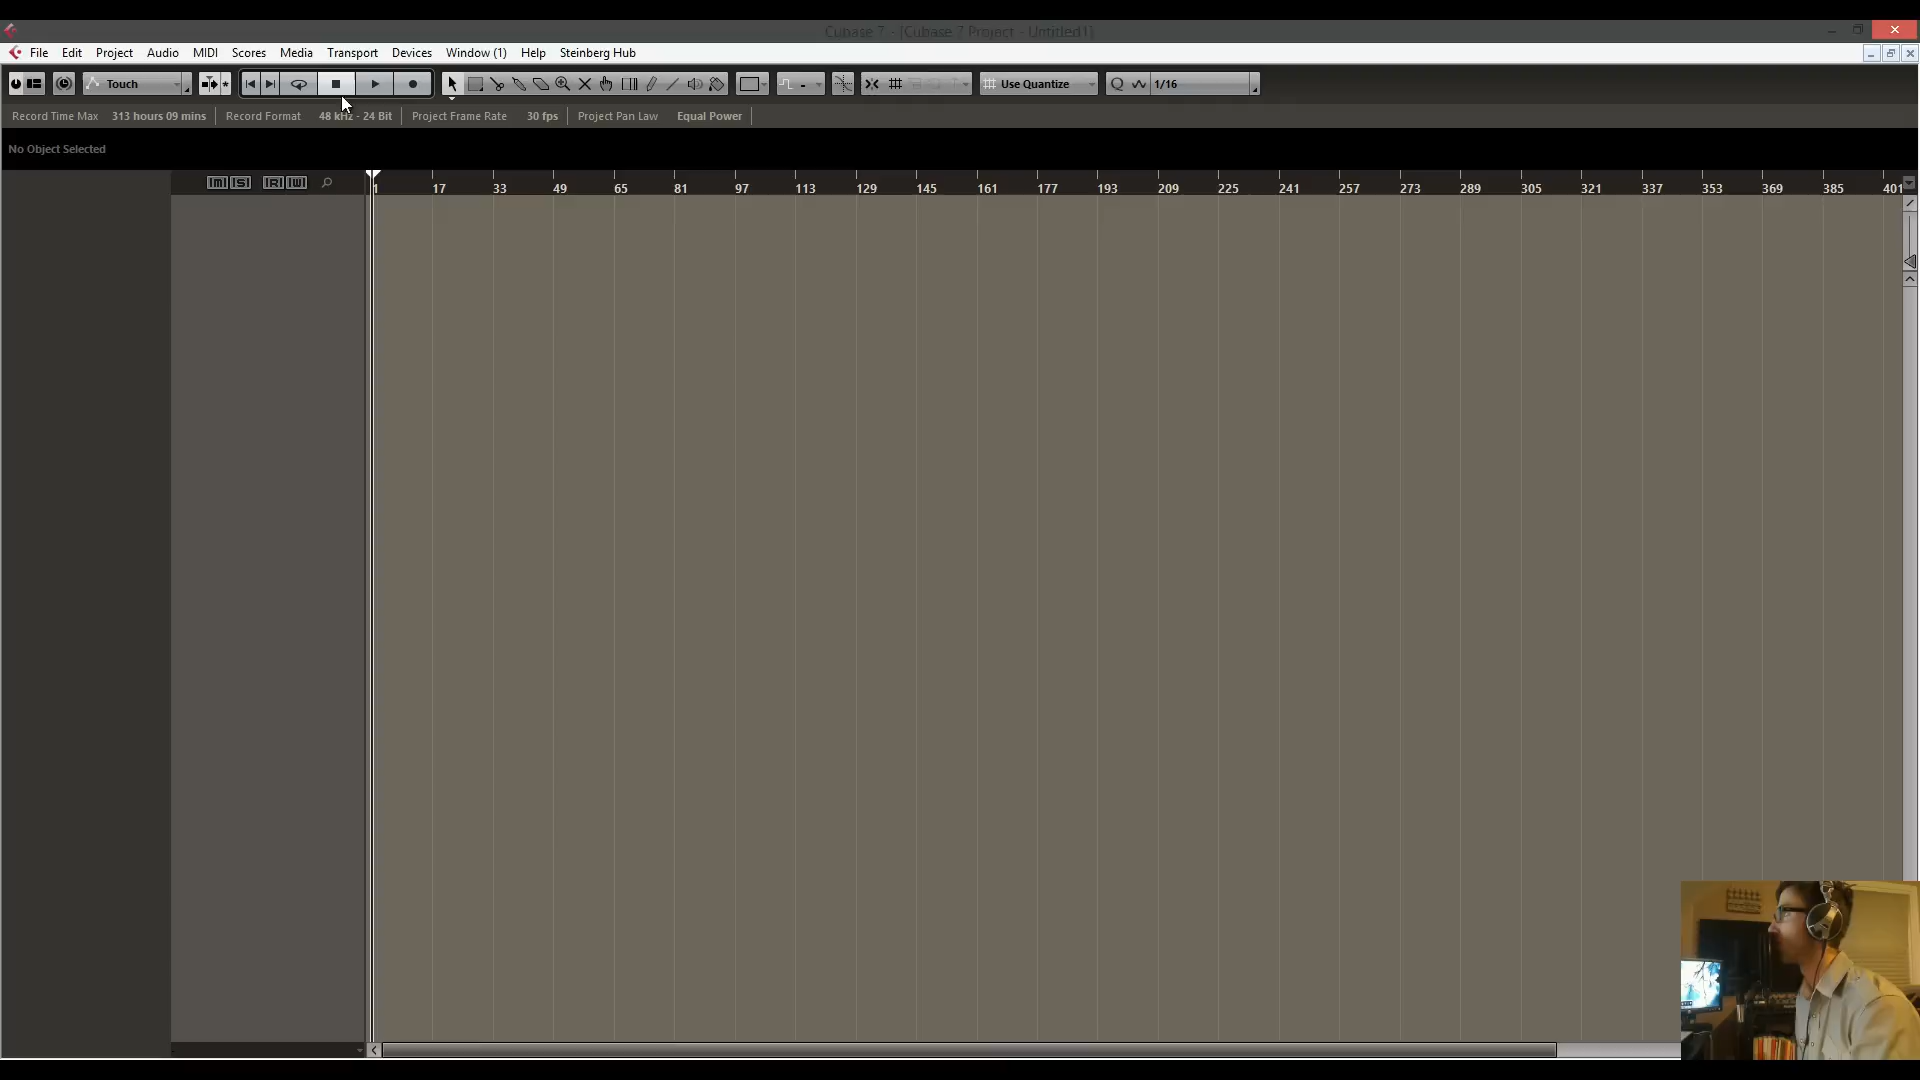 Cubase 7 - [Cubase 7 Project - Untitled1]
File Edit Project Audio MIDI Scores Media Transport Devices Window (1) Help Steinberg Hub
Touch Use Quantize Q 1/16
Record Time Max 313 hours 09 mins Record Format 48 kHz - 24 Bit Project Frame Rate 30 fps Project Pan Law Equal Power
No Object Selected
M S R W 1 17 33 49 65 81 97 113 129 145 161 177 193 209 225 241 257 273 289 305 321 337 353 369 385 401